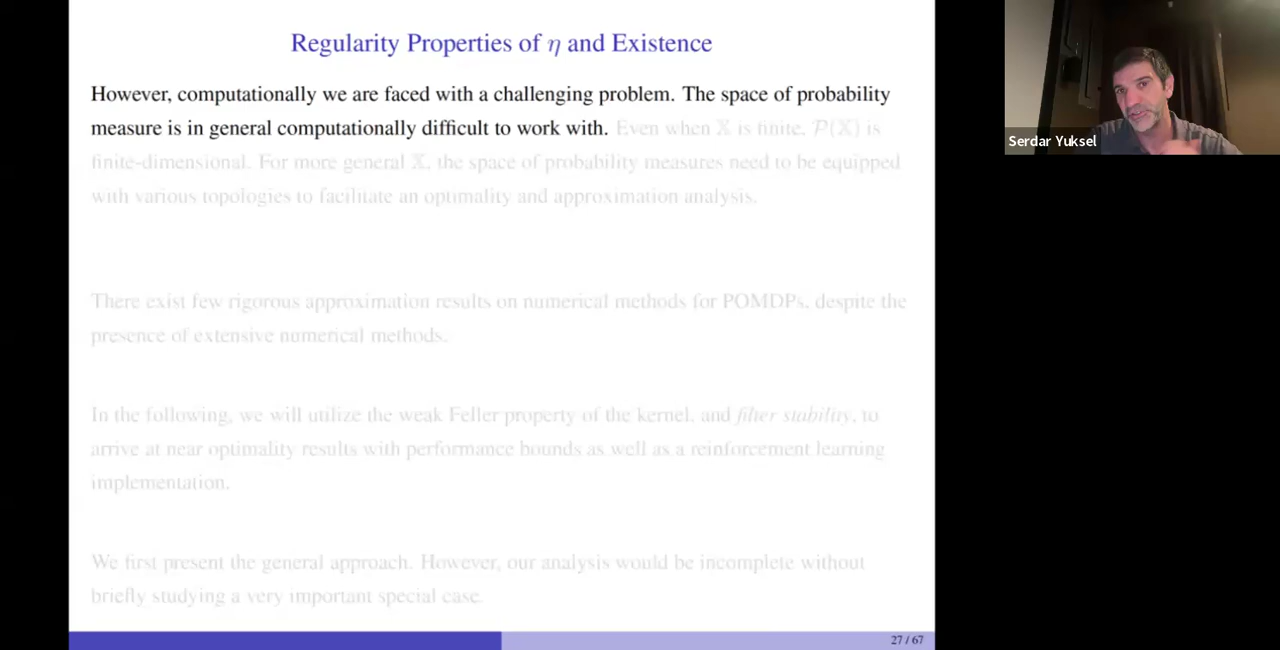 Regularity Properties of η and Existence
However, computationally we are faced with a challenging problem. The space of probability
measure is in general computationally difficult to work with. Even when 𝕏 is finite, 𝒫(𝕏) is
finite-dimensional. For more general 𝕏, the space of probability measures need to be equipped
with various topologies to facilitate an optimality and approximation analysis.
There exist few rigorous approximation results on numerical methods for POMDPs, despite the
presence of extensive numerical methods.
In the following, we will utilize the weak Feller property of the kernel, and filter stability, to
arrive at near optimality results with performance bounds as well as a reinforcement learning
implementation.
We first present the general approach. However, our analysis would be incomplete without
briefly studying a very important special case.
27 / 67
Serdar Yuksel